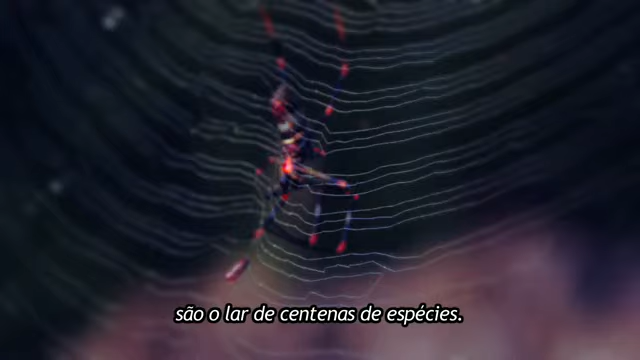 são o lar de centenas de espécies.